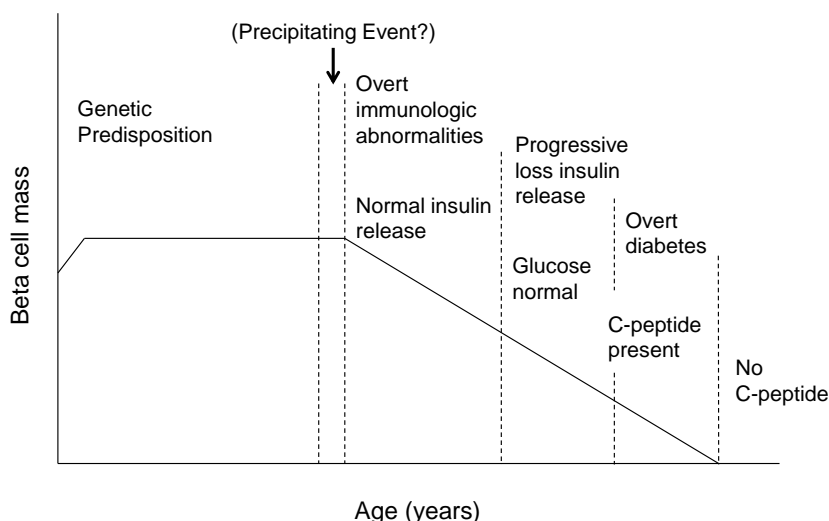 (Precipitating Event?)
Genetic
Predisposition
Overt
immunologic
abnormalities
Normal insulin
release
Progressive
loss insulin
release
Glucose
normal
Overt
diabetes
C-peptide
present
No
C-peptide
Beta cell mass
Age (years)